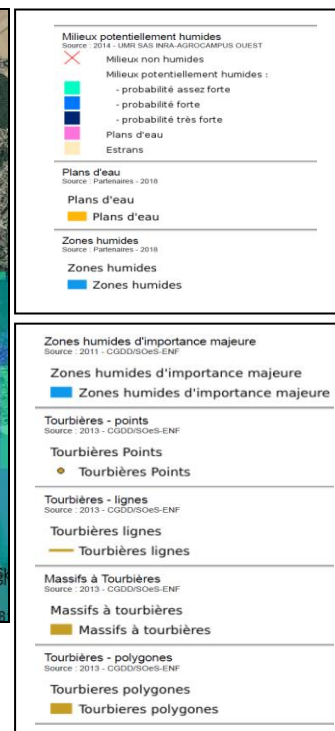 Milieux potentiellement humides
Source : 2014 - UMR SAS INRA-AGROCAMPUS OUEST
Milieux non humides
Milieux potentiellement humides :
- probabilité assez forte
- probabilité forte
- probabilité très forte
Plans d'eau
Estrans
Plans d'eau
Source : Partenaires - 2018
Plans d'eau
Plans d'eau
Zones humides
Source : Partenaires - 2018
Zones humides
Zones humides
Zones humides d'importance majeure
Source : 2011 - CGDD/SOeS-ENF
Zones humides d'importance majeure
Zones humides d'importance majeure
Tourbières - points
Source : 2013 - CGDD/SOeS-ENF
Tourbières Points
Tourbières Points
Tourbières - lignes
Source : 2013 - CGDD/SOeS-ENF
Tourbières lignes
Tourbières lignes
Massifs à Tourbières
Source : 2013 - CGDD/SOeS-ENF
Massifs à tourbières
Massifs à tourbières
Tourbières - polygones
Source : 2013 - CGDD/SOeS-ENF
Tourbieres polygones
Tourbieres polygones